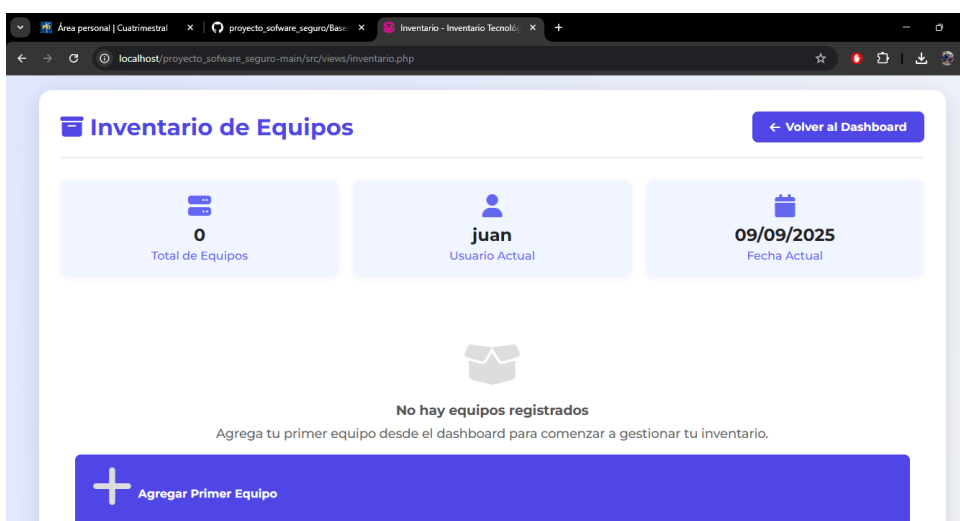 Área personal | Cuatrimestral
proyecto_sofware_seguro/Base
Inventario - Inventario Tecnológ
localhost/proyecto_sofware_seguro-main/src/views/inventario.php
Inventario de Equipos
← Volver al Dashboard
0
Total de Equipos
juan
Usuario Actual
09/09/2025
Fecha Actual
No hay equipos registrados
Agrega tu primer equipo desde el dashboard para comenzar a gestionar tu inventario.
Agregar Primer Equipo